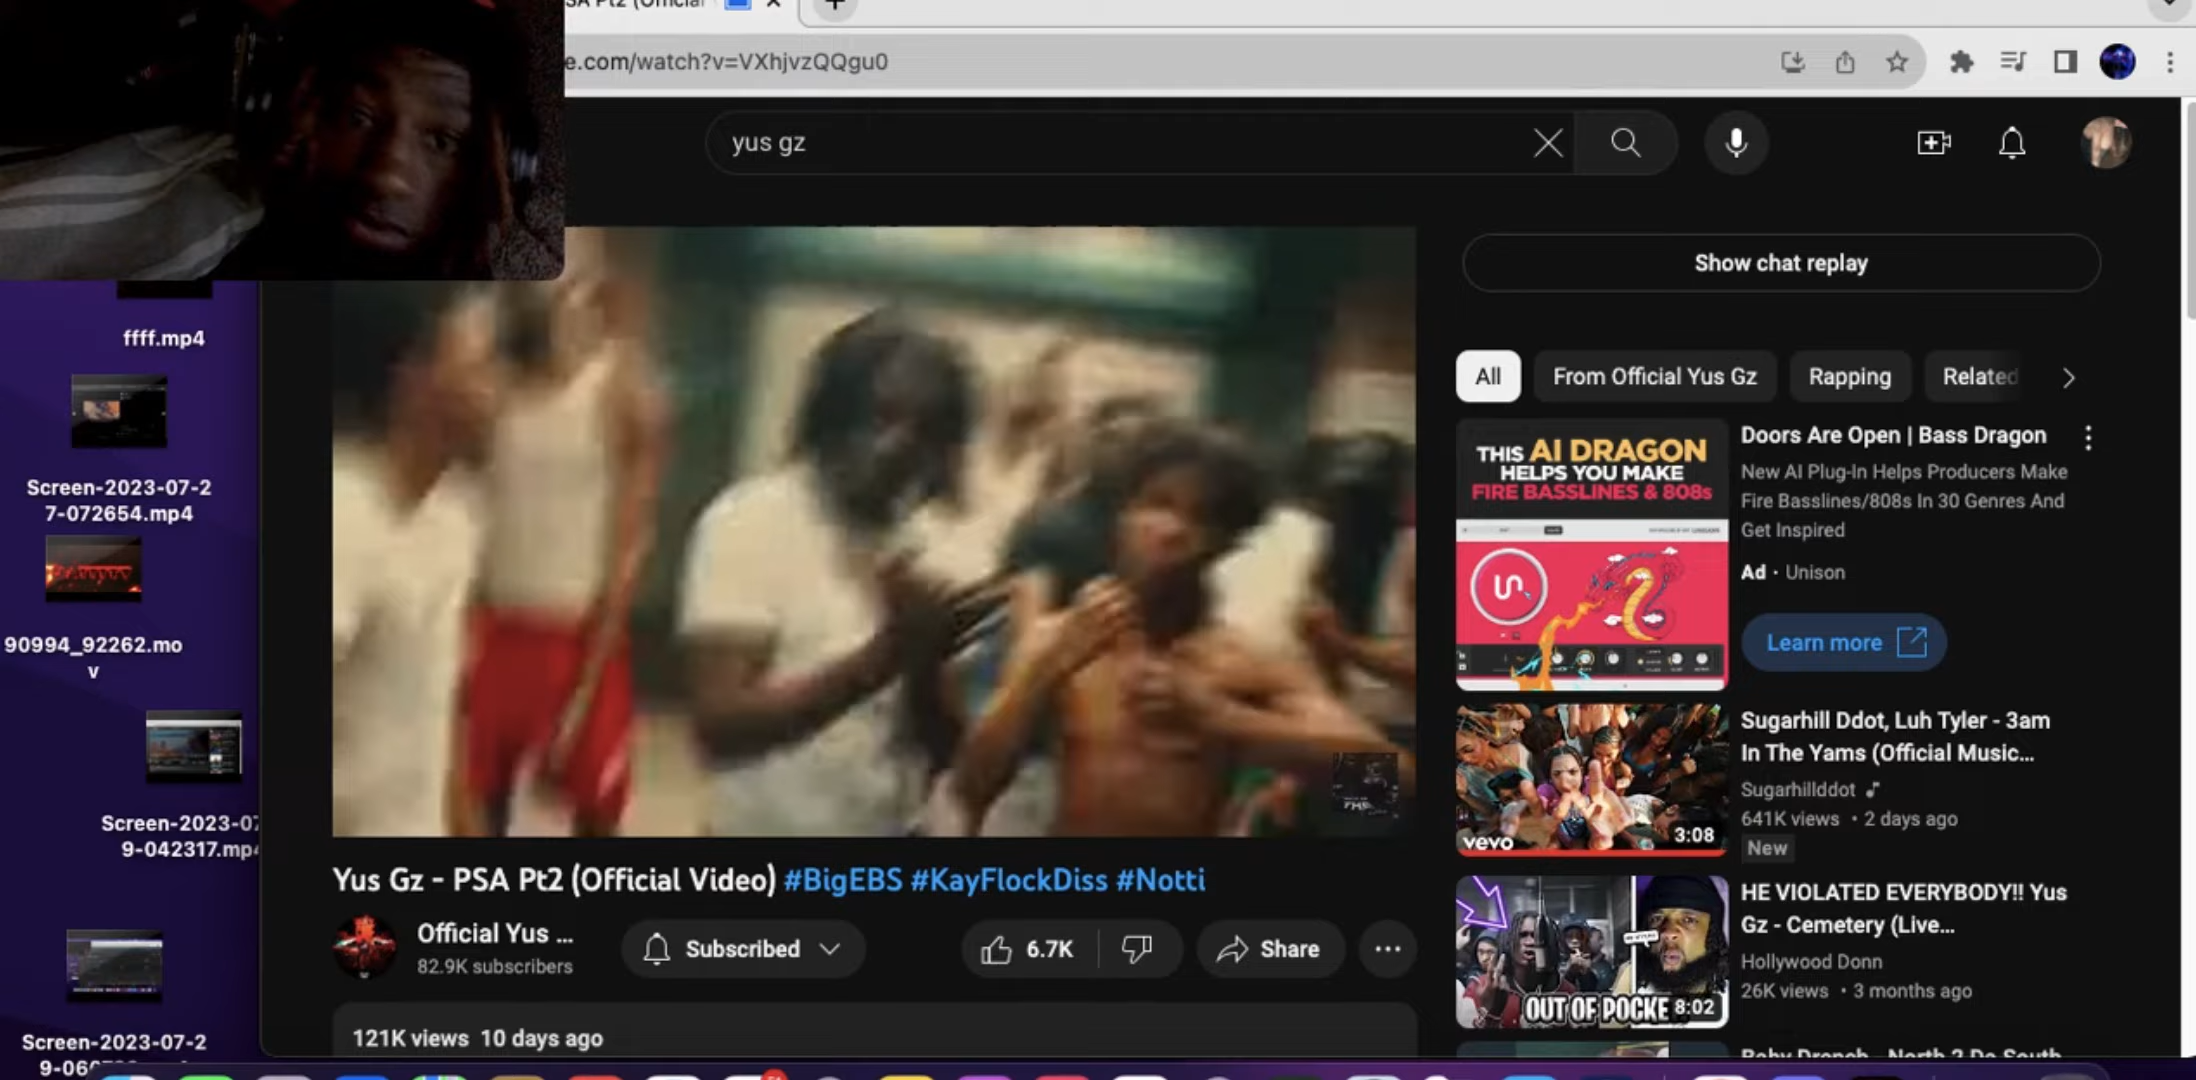 SA Pt2 (Official
e.com/watch?v=VXhjvzQQgu0
yus gz
Show chat replay
ffff.mp4
Screen-2023-07-2
7-072654.mp4
90994_92262.mo
v
Screen-2023-07
9-042317.mp4
Screen-2023-07-2
All
From Official Yus Gz
Rapping
Related
THIS AI DRAGON
HELPS YOU MAKE
FIRE BASSLINES & 808s
Doors Are Open | Bass Dragon
New AI Plug-In Helps Producers Make
Fire Basslines/808s In 30 Genres And
Get Inspired
Ad · Unison
Learn more
vevo
3:08
Sugarhill Ddot, Luh Tyler - 3am
In The Yams (Official Music...
Sugarhillddot
641K views · 2 days ago
New
OUT OF POCKE
8:02
HE VIOLATED EVERYBODY!! Yus
Gz - Cemetery (Live...
Hollywood Donn
26K views · 3 months ago
Yus Gz - PSA Pt2 (Official Video) #BigEBS #KayFlockDiss #Notti
Official Yus ...
82.9K subscribers
Subscribed
6.7K
Share
121K views 10 days ago